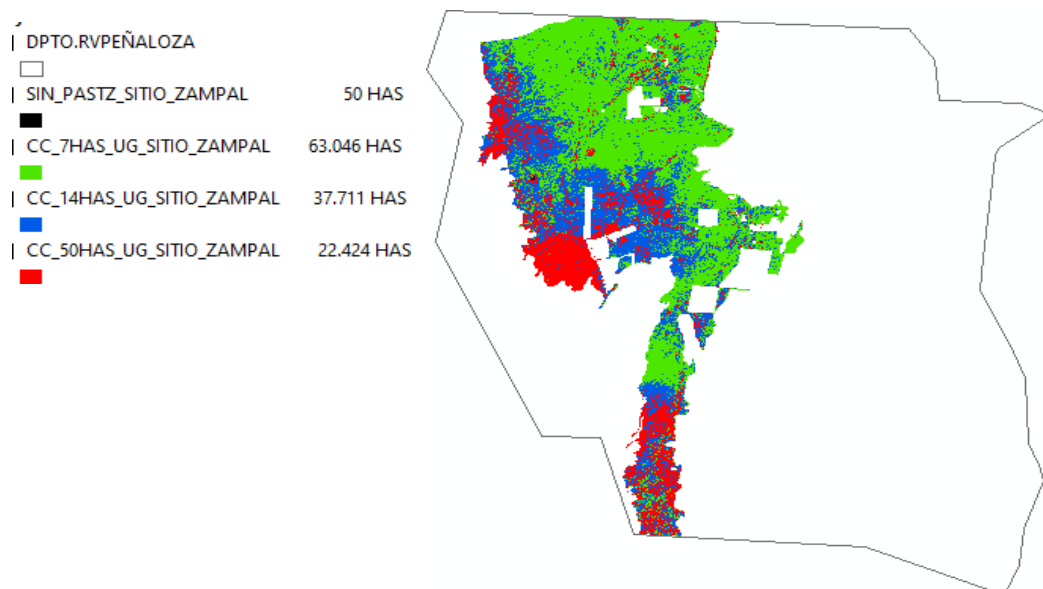 DPTO.RVPEÑALOZA
SIN_PASTZ_SITIO_ZAMPAL 50 HAS
CC_7HAS_UG_SITIO_ZAMPAL 63.046 HAS
CC_14HAS_UG_SITIO_ZAMPAL 37.711 HAS
CC_50HAS_UG_SITIO_ZAMPAL 22.424 HAS